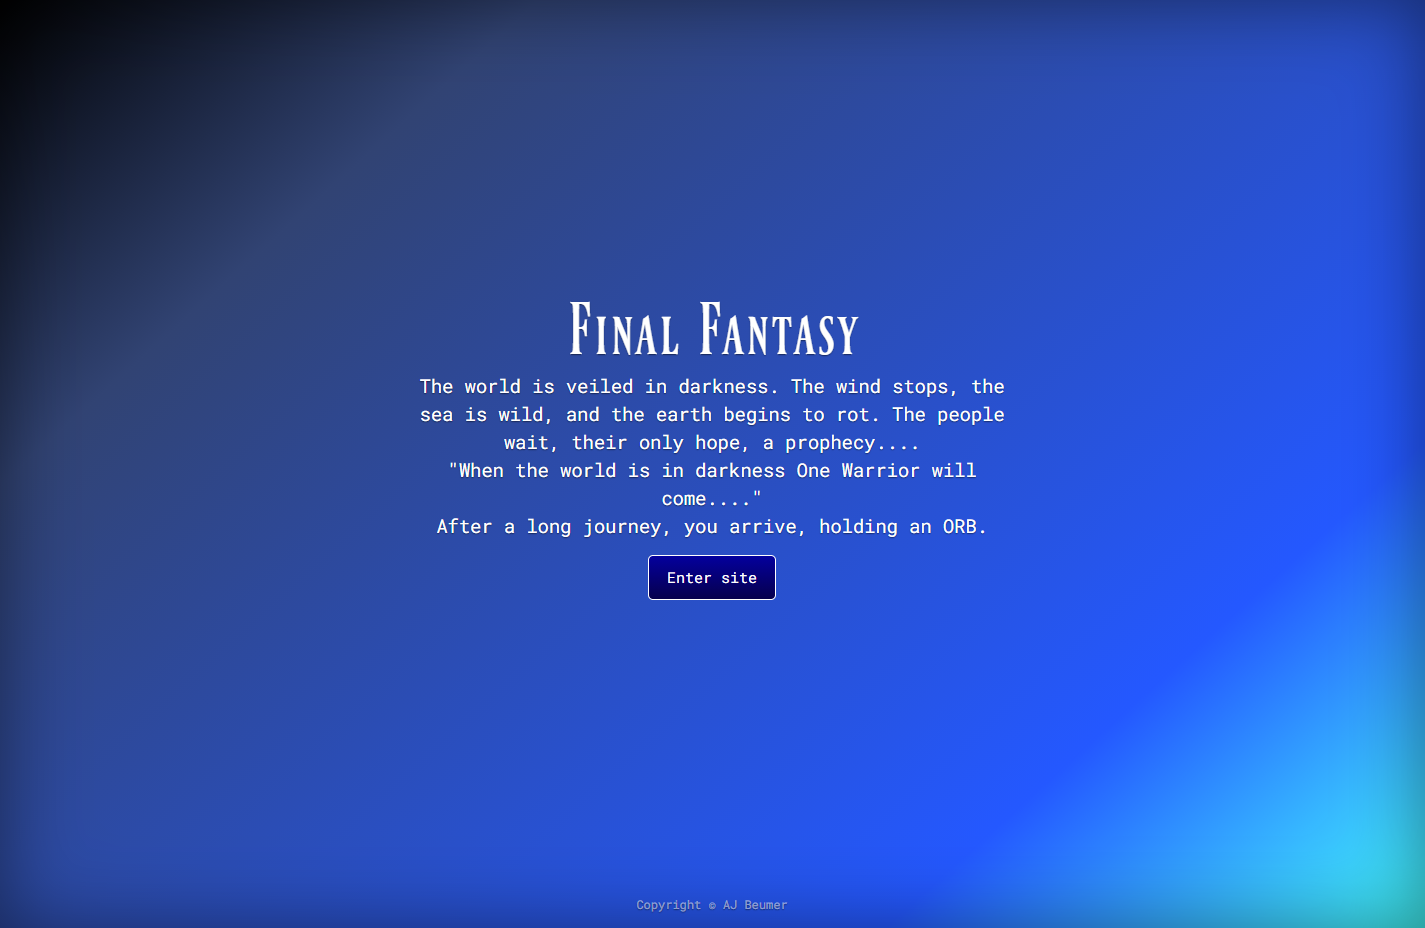 Final Fantasy
The world is veiled in darkness. The wind stops, the
sea is wild, and the earth begins to rot. The people
wait, their only hope, a prophecy....
"When the world is in darkness One Warrior will
come...."
After a long journey, you arrive, holding an ORB.
Enter site
Copyright © AJ Beumer